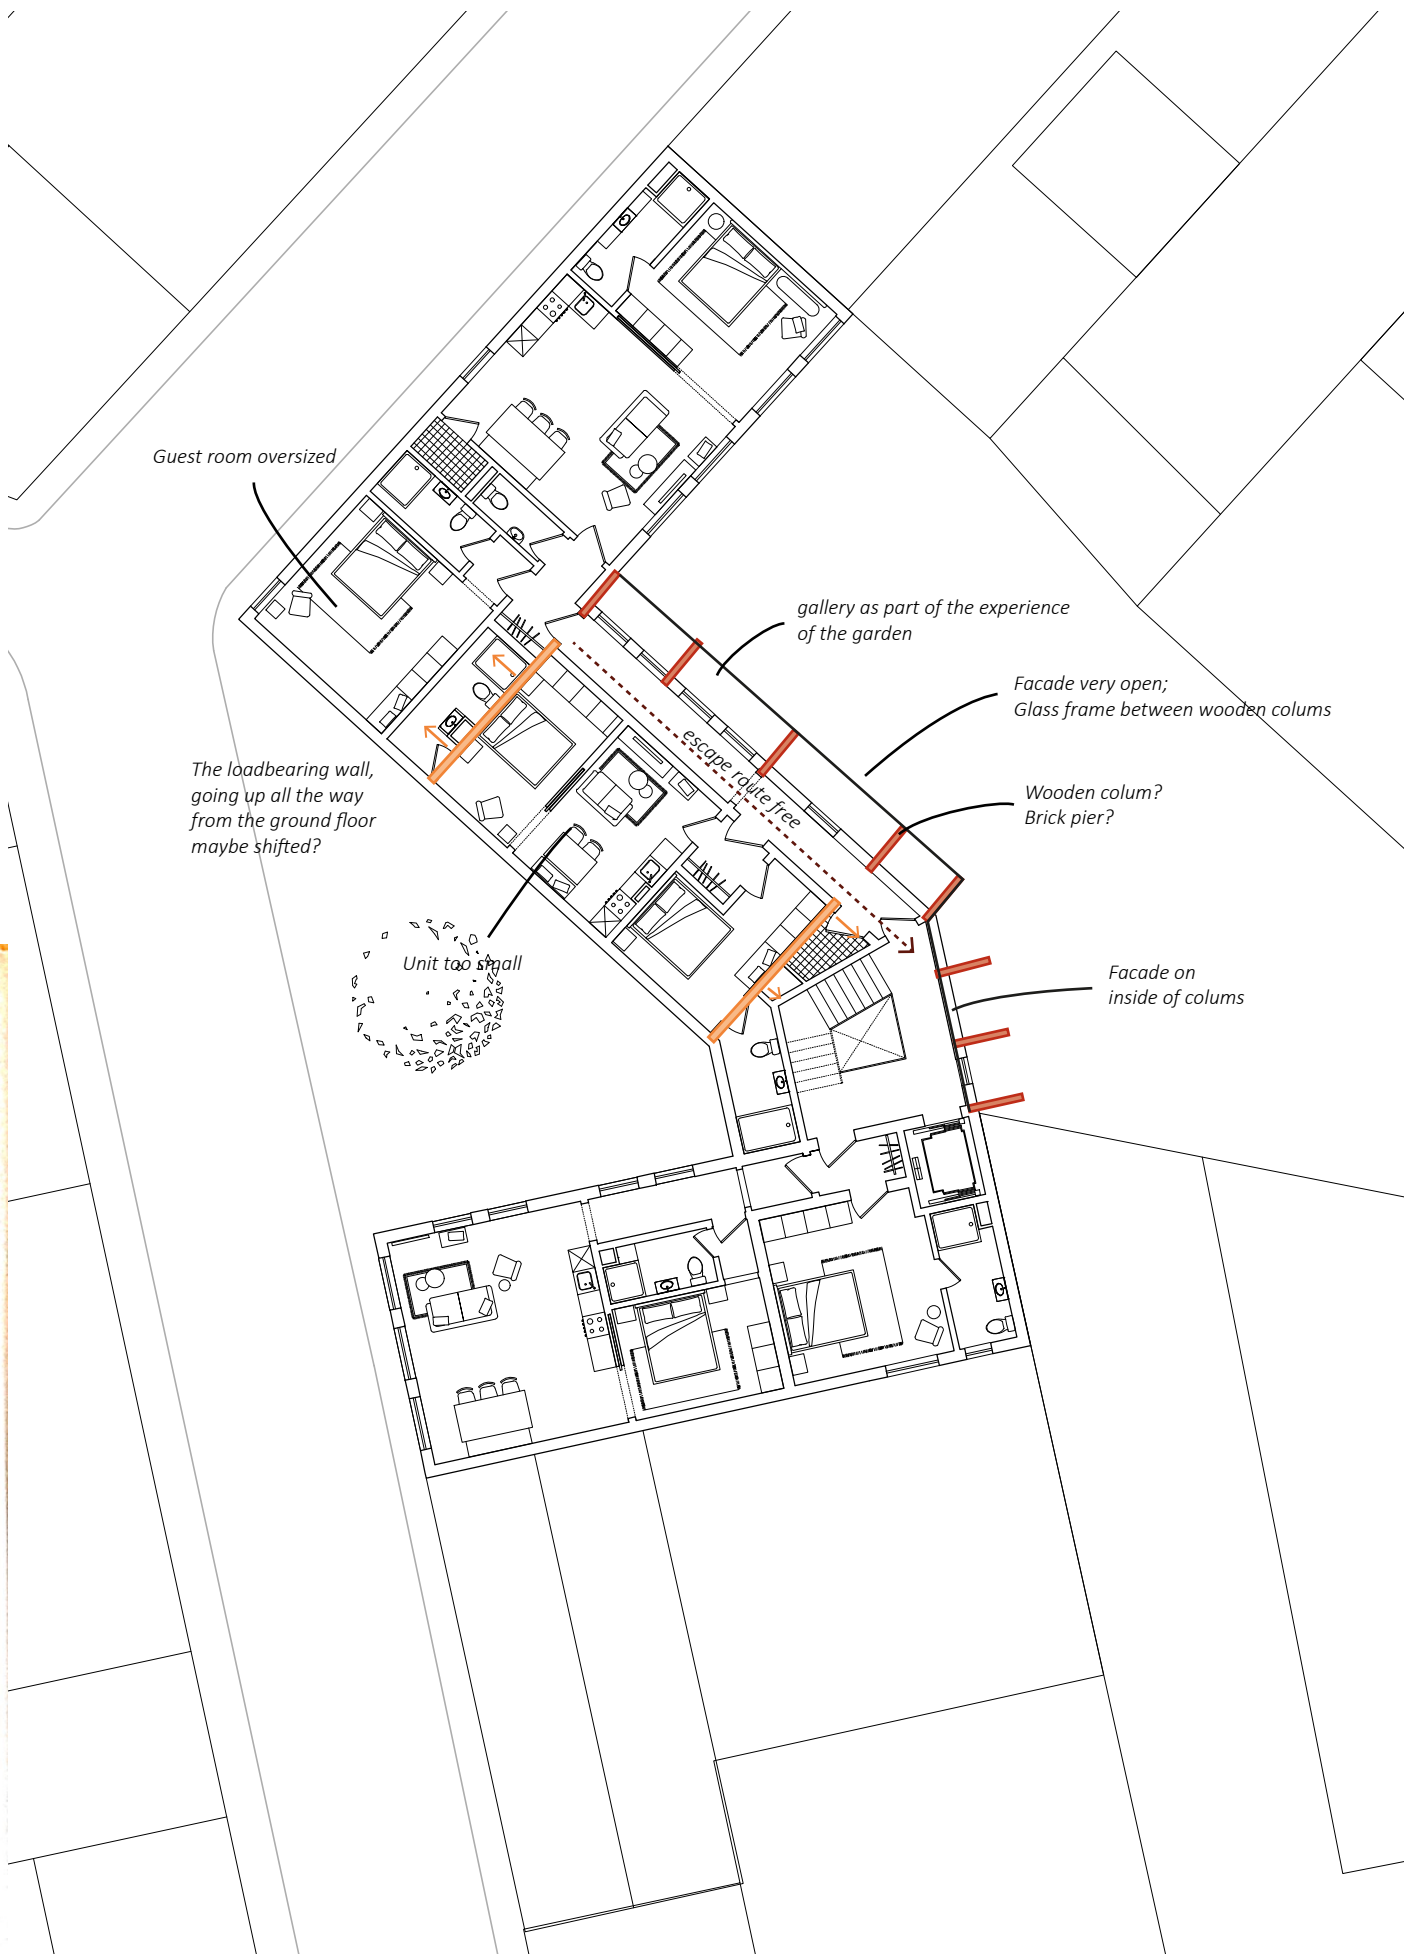 Guest room oversized
gallery as part of the experience
of the garden
Facade very open;
Glass frame between wooden colums
escape route free
The loadbearing wall,
going up all the way
from the ground floor
maybe shifted?
Wooden colum?
Brick pier?
Unit too small
Facade on
inside of colums